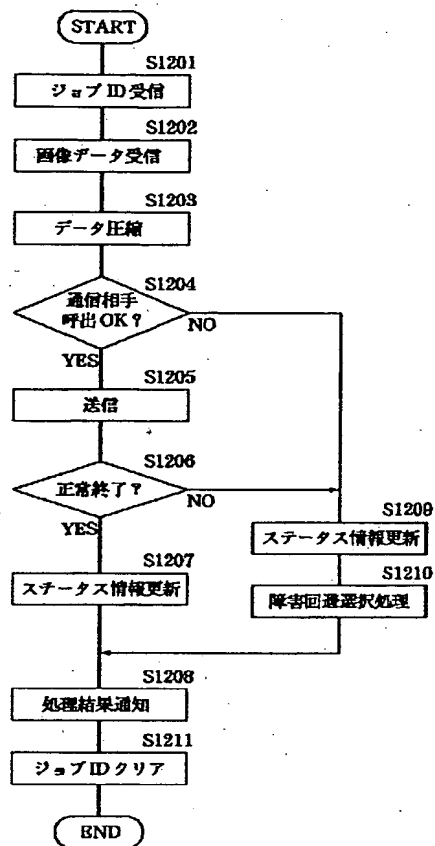 START
S1201
ジョブID受信
S1202
画像データ受信
S1203
データ圧縮
S1204
通信相手
呼出OK?
NO
YES
S1205
送信
S1206
正常終了?
NO
YES
S1207
ステータス情報更新
S1209
ステータス情報更新
S1210
障害回避選択処理
S1208
処理結果通知
S1211
ジョブIDクリア
END